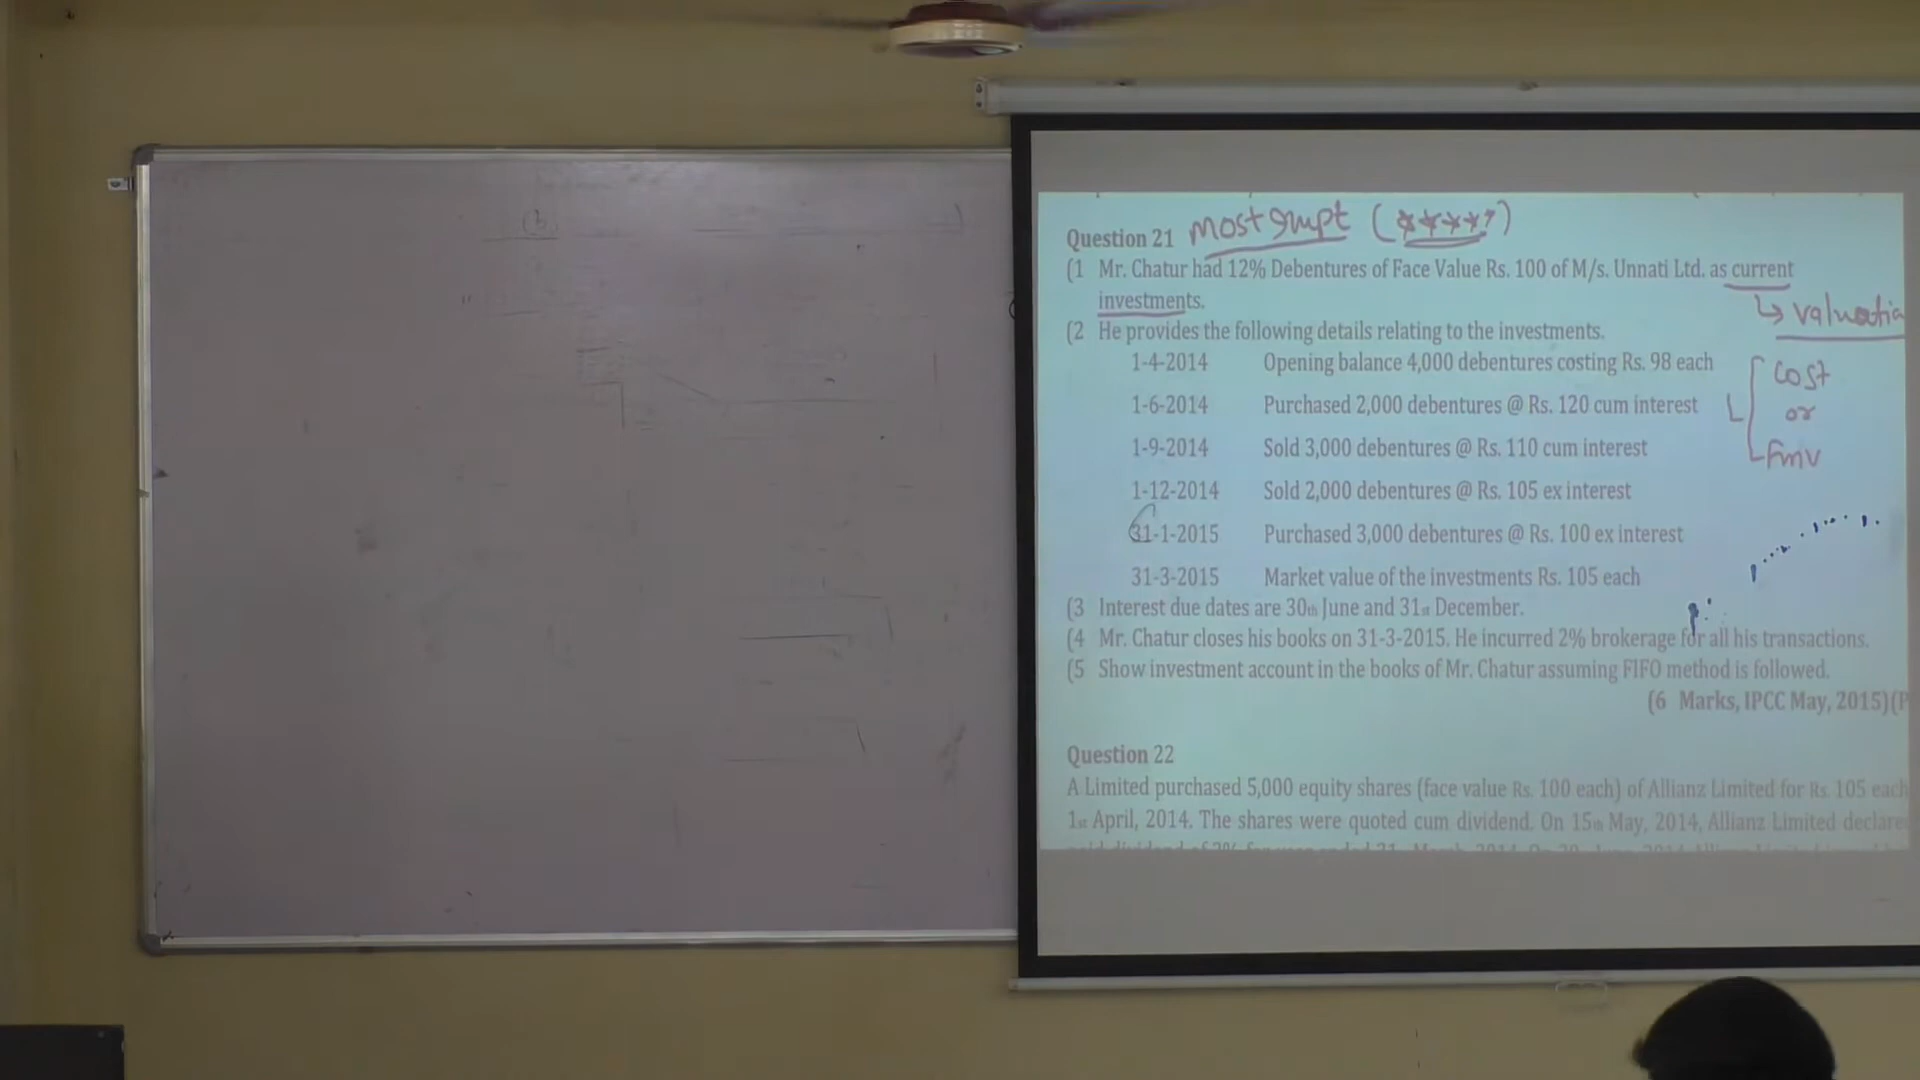 Question 21 most Impt (****)
(1 Mr. Chatur had 12% Debentures of Face Value Rs. 100 of M/s. Unnati Ltd. as current
investments.
↳ valuatio
(2 He provides the following details relating to the investments.
1-4-2014 Opening balance 4,000 debentures costing Rs. 98 each
Cost
1-6-2014 Purchased 2,000 debentures @ Rs. 120 cum interest
or
1-9-2014 Sold 3,000 debentures @ Rs. 110 cum interest
Fmv
1-12-2014 Sold 2,000 debentures @ Rs. 105 ex interest
31-1-2015 Purchased 3,000 debentures @ Rs. 100 ex interest
31-3-2015 Market value of the investments Rs. 105 each
(3 Interest due dates are 30th June and 31st December.
(4 Mr. Chatur closes his books on 31-3-2015. He incurred 2% brokerage for all his transactions.
(5 Show investment account in the books of Mr. Chatur assuming FIFO method is followed.
(6 Marks, IPCC May, 2015)(P
Question 22
A Limited purchased 5,000 equity shares (face value Rs. 100 each) of Allianz Limited for Rs. 105 each
1st April, 2014. The shares were quoted cum dividend. On 15th May, 2014, Allianz Limited declare